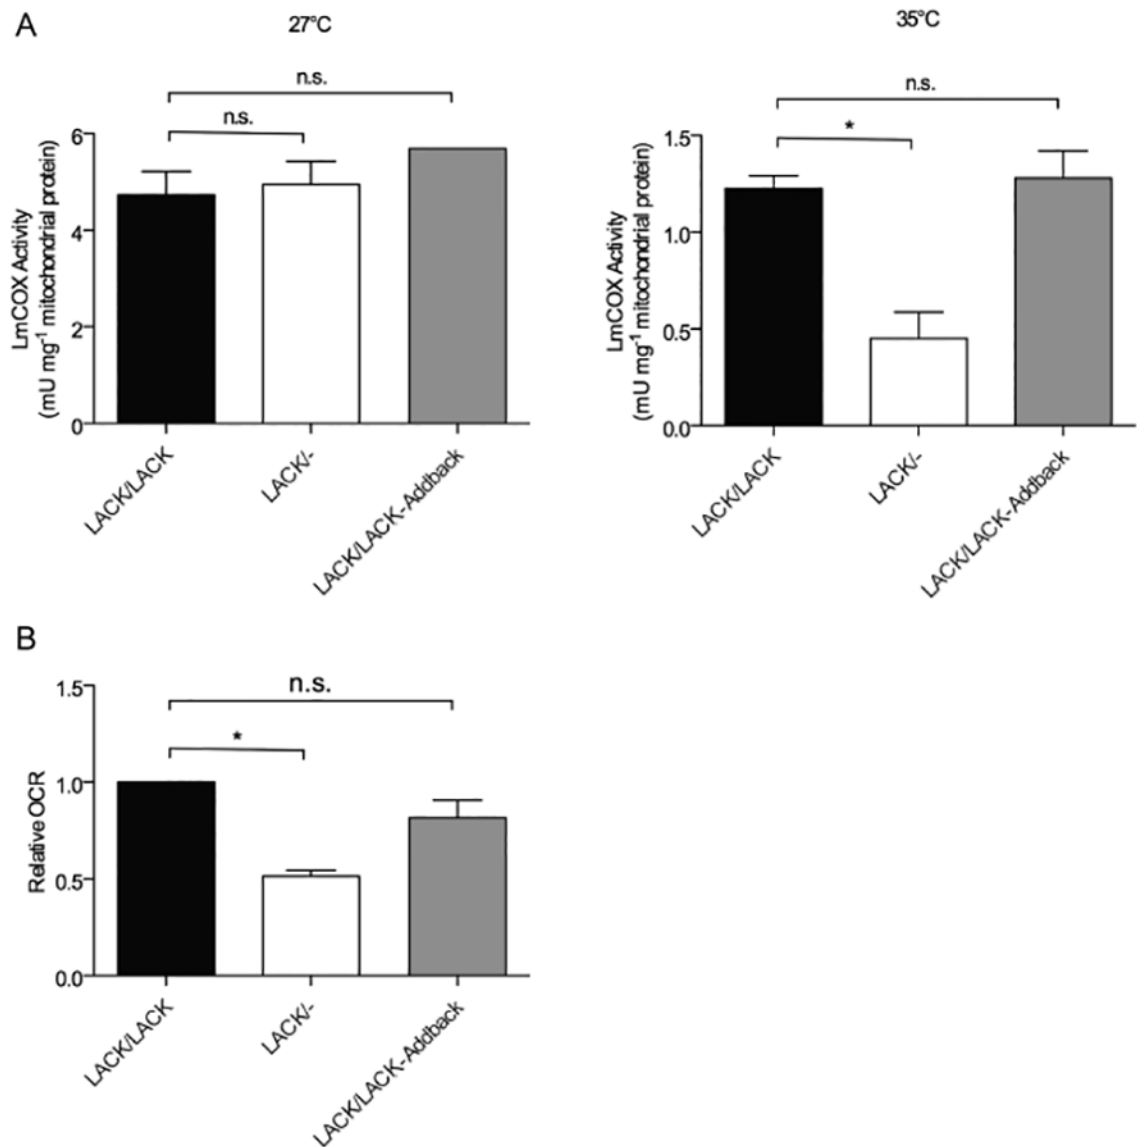 A
27°C
n.s.
n.s.
6
4
2
0
LmCOX Activity
(mU mg⁻¹ mitochondrial protein)
LACK/LACK
LACK/-
LACK/LACK-Addback
35°C
n.s.
*
1.5
1.0
0.5
0.0
LmCOX Activity
(mU mg⁻¹ mitochondrial protein)
LACK/LACK
LACK/-
LACK/LACK-Addback
B
n.s.
*
1.5
1.0
0.5
0.0
Relative OCR
LACK/LACK
LACK/-
LACK/LACK-Addback